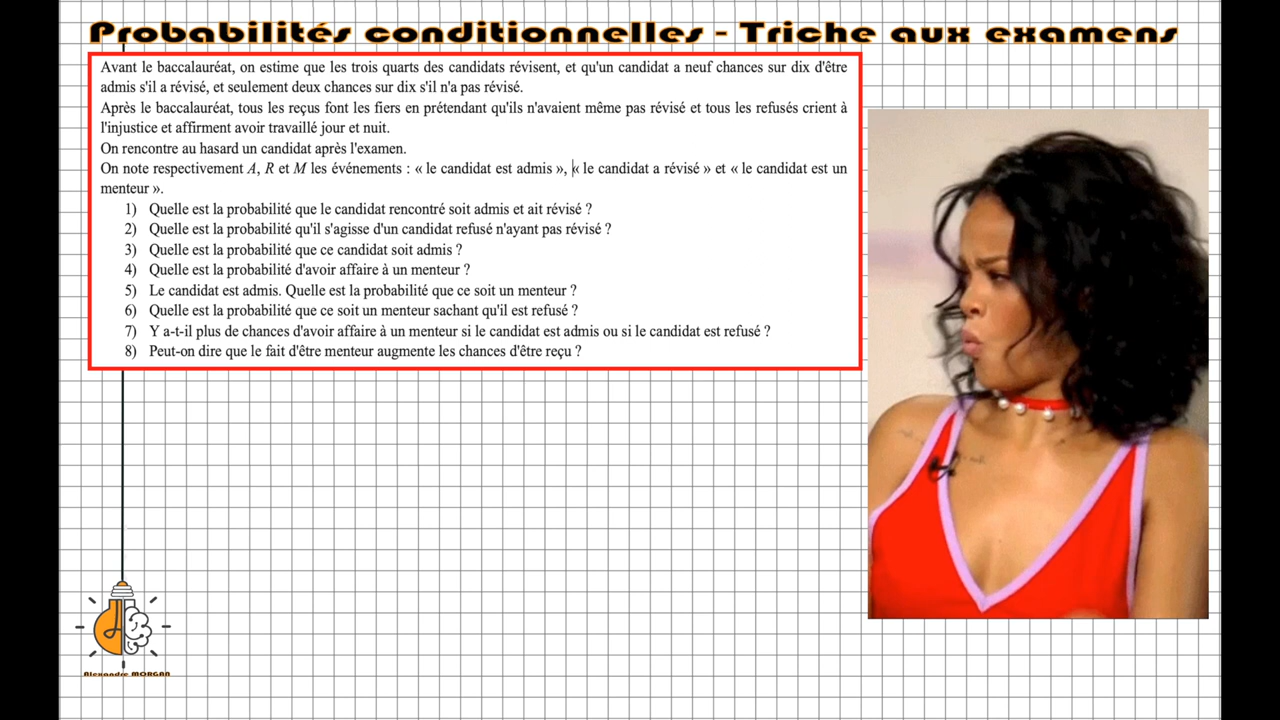 Probabilités conditionnelles - Triche aux examens
Avant le baccalauréat, on estime que les trois quarts des candidats révisent, et qu'un candidat a neuf chances sur dix d'être
admis s'il a révisé, et seulement deux chances sur dix s'il n'a pas révisé.
Après le baccalauréat, tous les reçus font les fiers en prétendant qu'ils n'avaient même pas révisé et tous les refusés crient à
l'injustice et affirment avoir travaillé jour et nuit.
On rencontre au hasard un candidat après l'examen.
On note respectivement A, R et M les événements : « le candidat est admis », « le candidat a révisé » et « le candidat est un
menteur ».
1) Quelle est la probabilité que le candidat rencontré soit admis et ait révisé ?
2) Quelle est la probabilité qu'il s'agisse d'un candidat refusé n'ayant pas révisé ?
3) Quelle est la probabilité que ce candidat soit admis ?
4) Quelle est la probabilité d'avoir affaire à un menteur ?
5) Le candidat est admis. Quelle est la probabilité que ce soit un menteur ?
6) Quelle est la probabilité que ce soit un menteur sachant qu'il est refusé ?
7) Y a-t-il plus de chances d'avoir affaire à un menteur si le candidat est admis ou si le candidat est refusé ?
8) Peut-on dire que le fait d'être menteur augmente les chances d'être reçu ?
Alexandre MORGAN